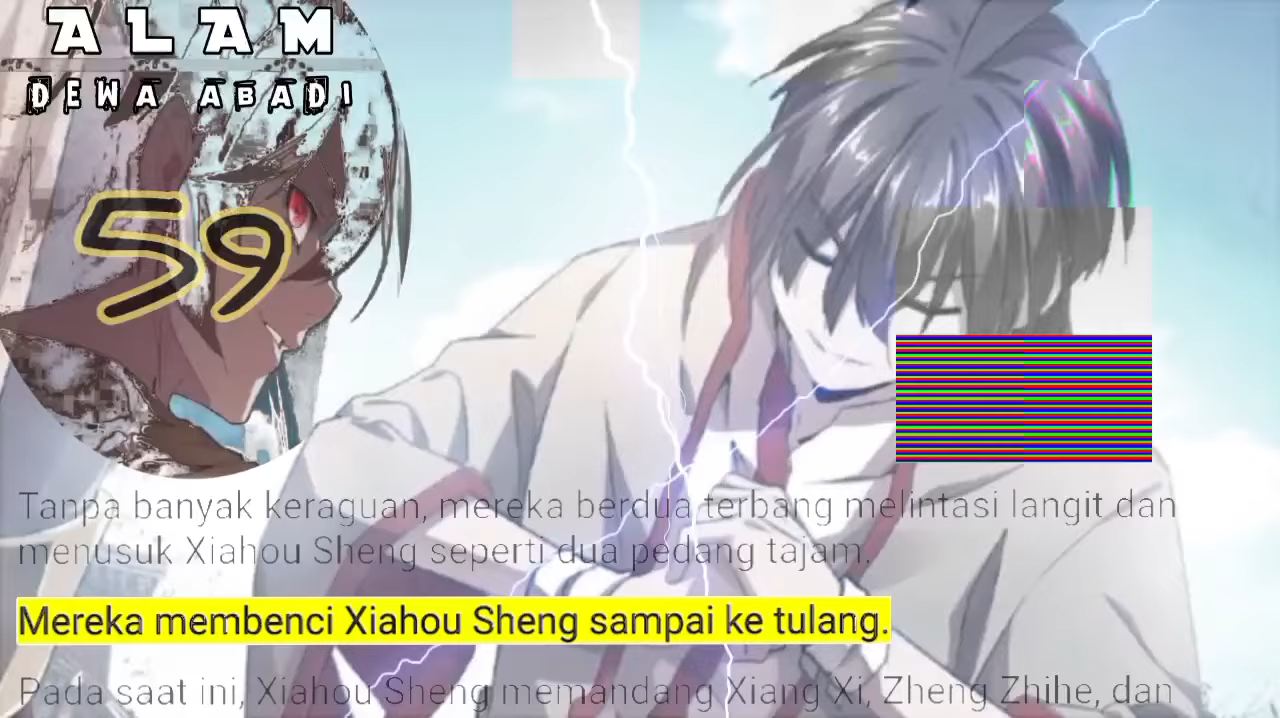 ALAM
DEWA ABADI
59
Tanpa banyak keraguan, mereka berdua terbang melintasi langit dan
menusuk Xiahou Sheng seperti dua pedang tajam.
Mereka membenci Xiahou Sheng sampai ke tulang.
Pada saat ini, Xiahou Sheng memandang Xiang Xi, Zheng Zhihe, dan